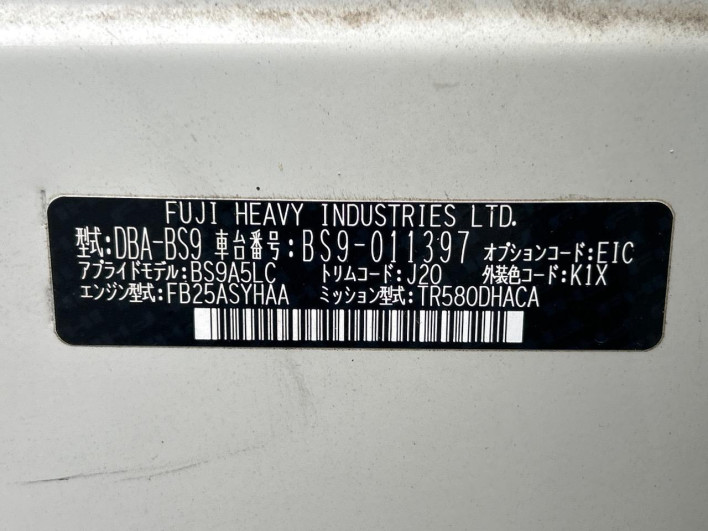 FUJI HEAVY INDUSTRIES LTD.
型式:DBA-BS9 車台番号:BS9-011397 オプションコード:EIC
アプライドモデル:BS9A5LC トリムコード:J20 外装色コード:K1X
エンジン型式:FB25ASYHAA ミッション型式:TR580DHACA